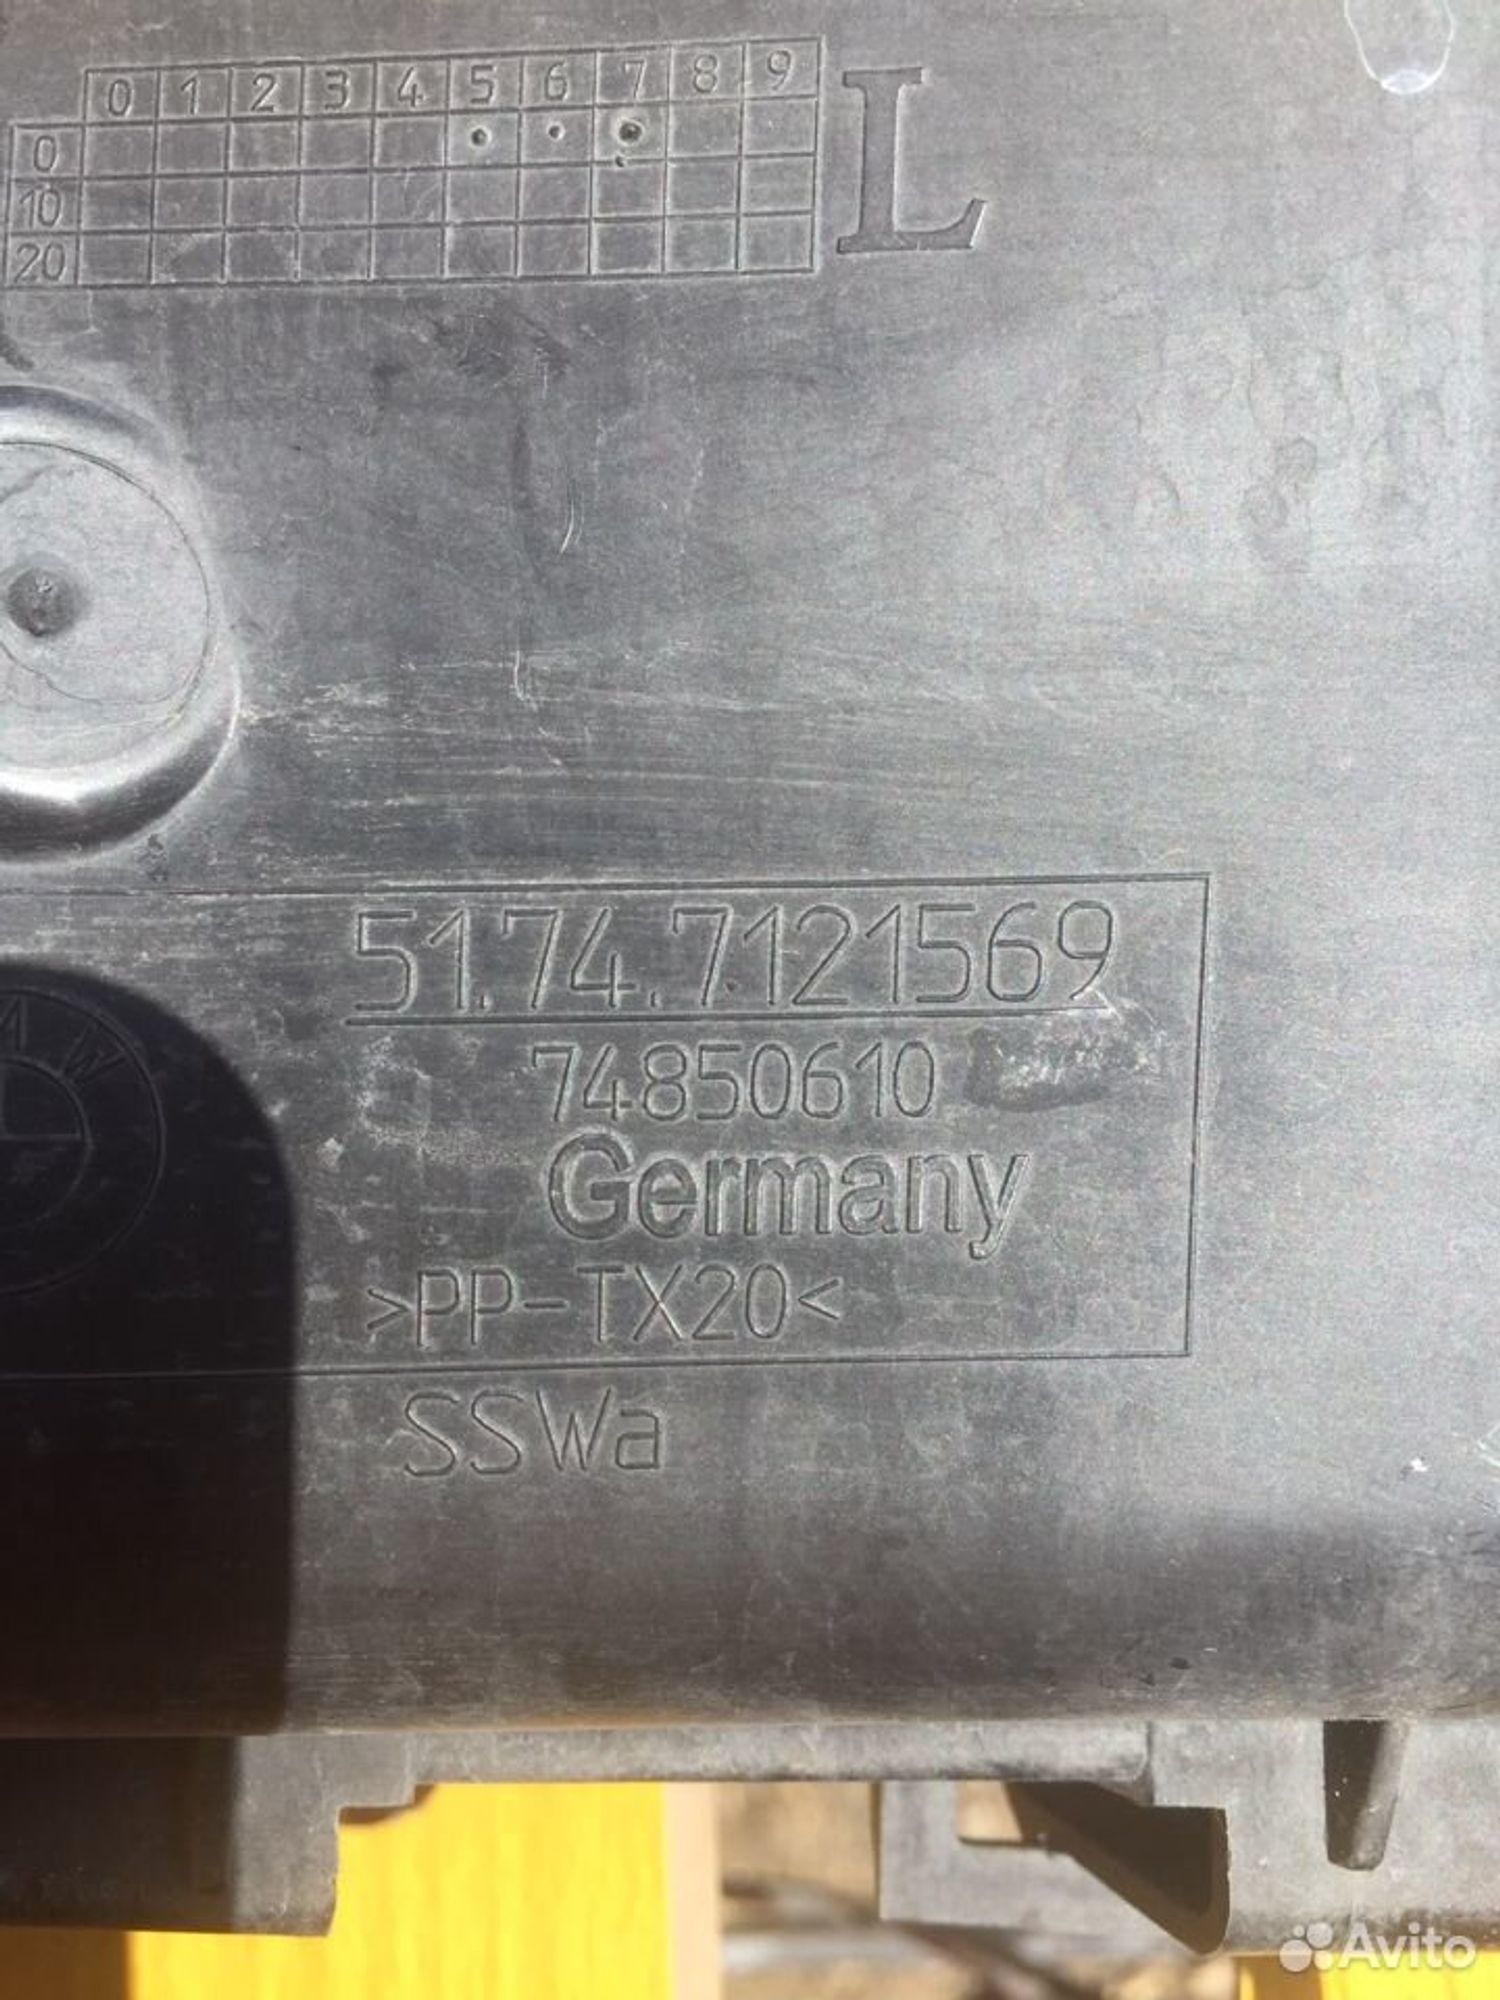 0 1 2 3 4 5 6 7 8 9
0
10
20
L
51.74.7121569
74850610
Germany
>PP-TX20<
SSWa
MW
Avito